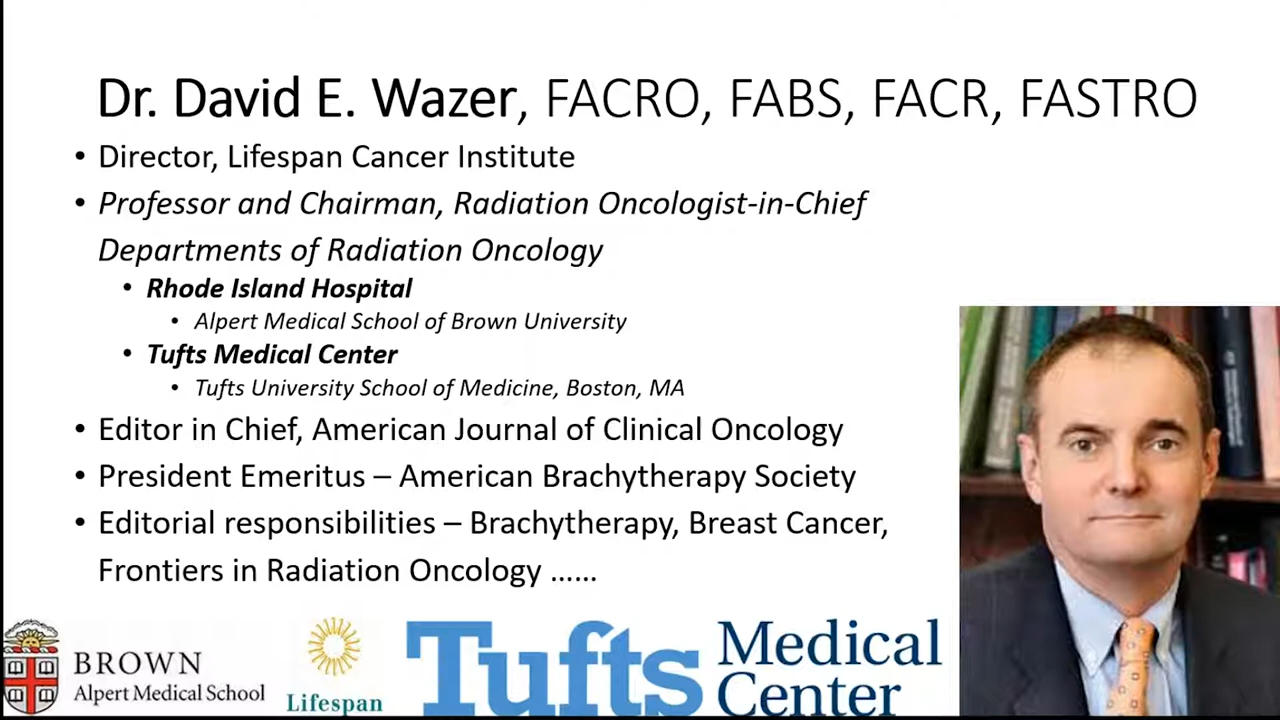 Dr. David E. Wazer, FACRO, FABS, FACR, FASTRO
• Director, Lifespan Cancer Institute
• Professor and Chairman, Radiation Oncologist-in-Chief
Departments of Radiation Oncology
• Rhode Island Hospital
• Alpert Medical School of Brown University
• Tufts Medical Center
• Tufts University School of Medicine, Boston, MA
• Editor in Chief, American Journal of Clinical Oncology
• President Emeritus – American Brachytherapy Society
• Editorial responsibilities – Brachytherapy, Breast Cancer,
Frontiers in Radiation Oncology ......
BROWN
Alpert Medical School
Lifespan
Tufts Medical
Center